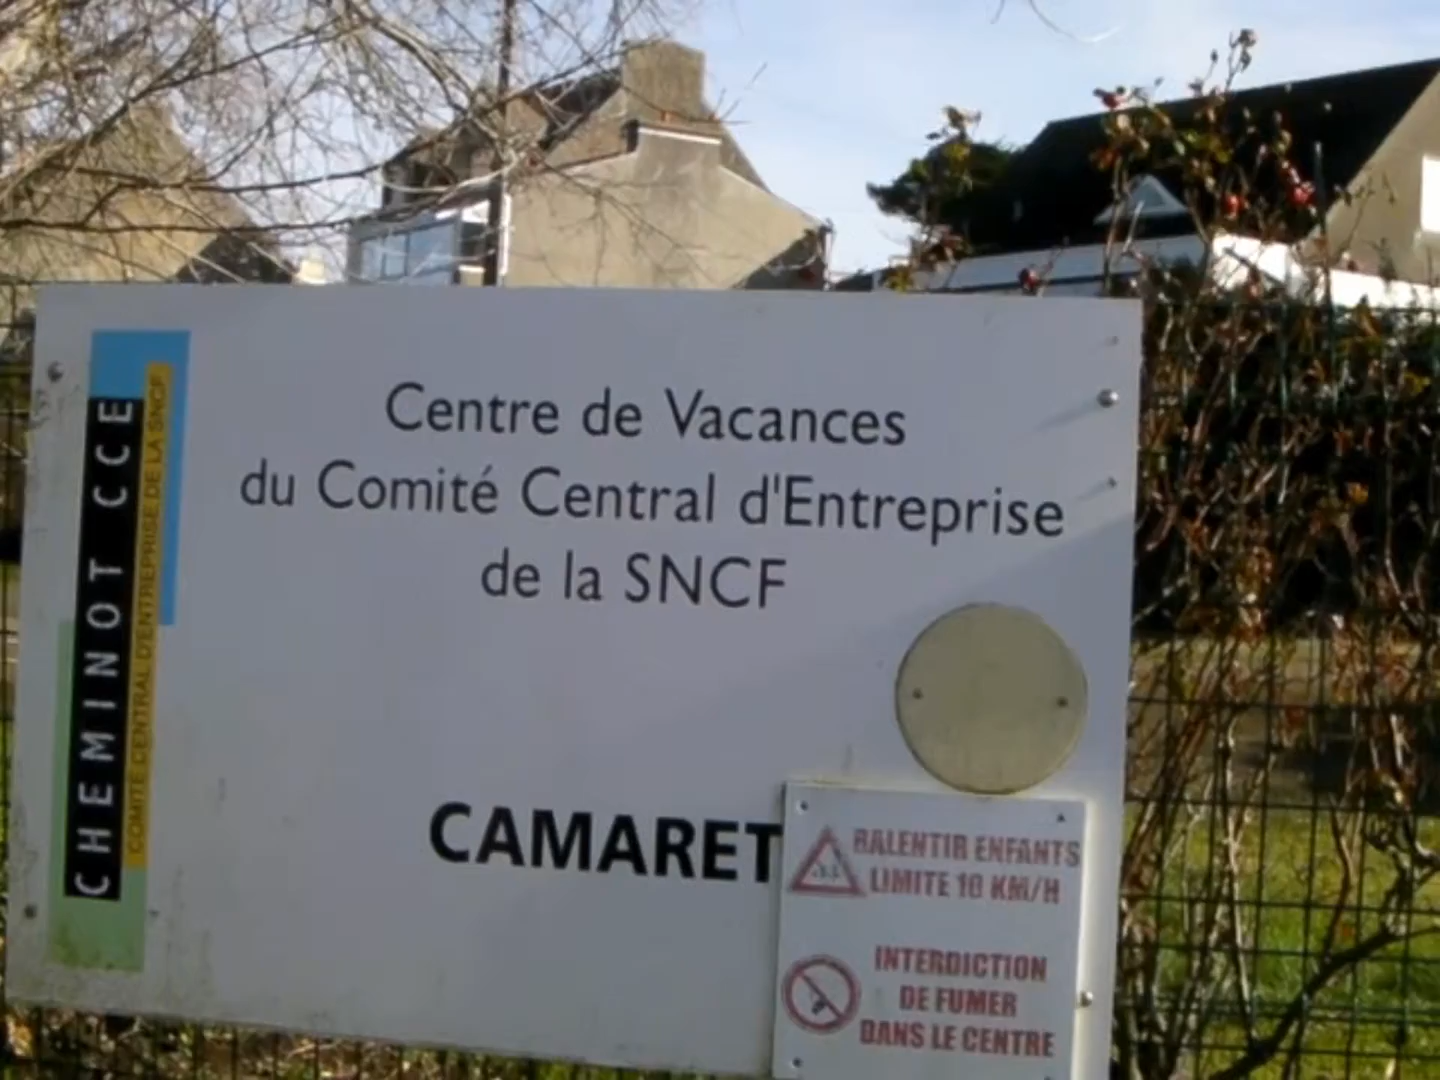 CHEMINOT CCE
COMITÉ CENTRAL D'ENTREPRISE DE LA SNCF
Centre de Vacances
du Comité Central d'Entreprise
de la SNCF
CAMARET
RALENTIR ENFANTS
LIMITE 10 KM/H
INTERDICTION
DE FUMER
DANS LE CENTRE